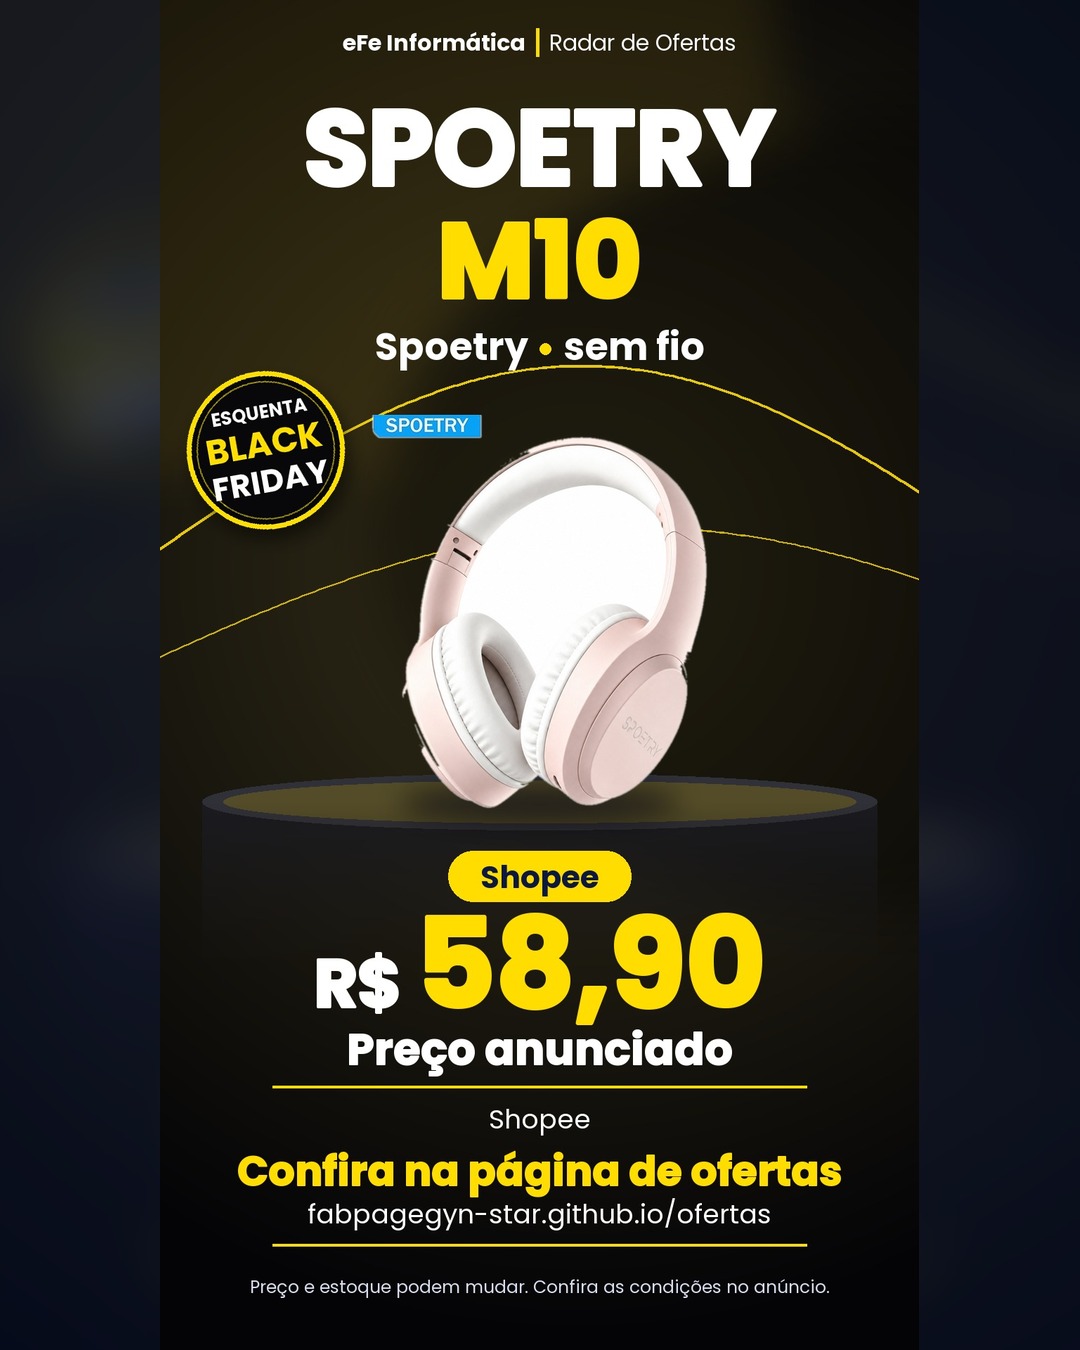 eFe Informática | Radar de Ofertas
SPOETRY
M10
Spoetry • sem fio
ESQUENTA
BLACK
FRIDAY
SPOETRY
SPOETRY
Shopee
R$ 58,90
Preço anunciado
Shopee
Confira na página de ofertas
fabpagegyn-star.github.io/ofertas
Preço e estoque podem mudar. Confira as condições no anúncio.